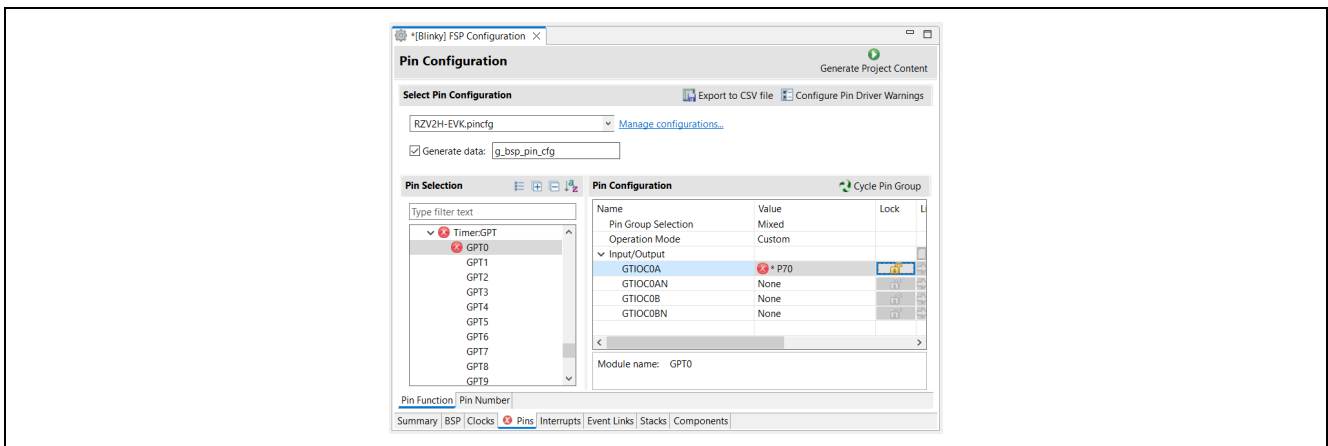 *[Blinky] FSP Configuration
Pin Configuration
Generate Project Content
Select Pin Configuration
Export to CSV file
Configure Pin Driver Warnings
RZV2H-EVK.pincfg
Manage configurations...
Generate data: g_bsp_pin_cfg
Pin Selection
Type filter text
Timer:GPT
GPT0
GPT1
GPT2
GPT3
GPT4
GPT5
GPT6
GPT7
GPT8
GPT9
Pin Configuration
Cycle Pin Group
Name Value Lock Li
Pin Group Selection Mixed
Operation Mode Custom
Input/Output
GTIOC0A * P70
GTIOC0AN None
GTIOC0B None
GTIOC0BN None
Module name: GPT0
Pin Function Pin Number
Summary BSP Clocks Pins Interrupts Event Links Stacks Components